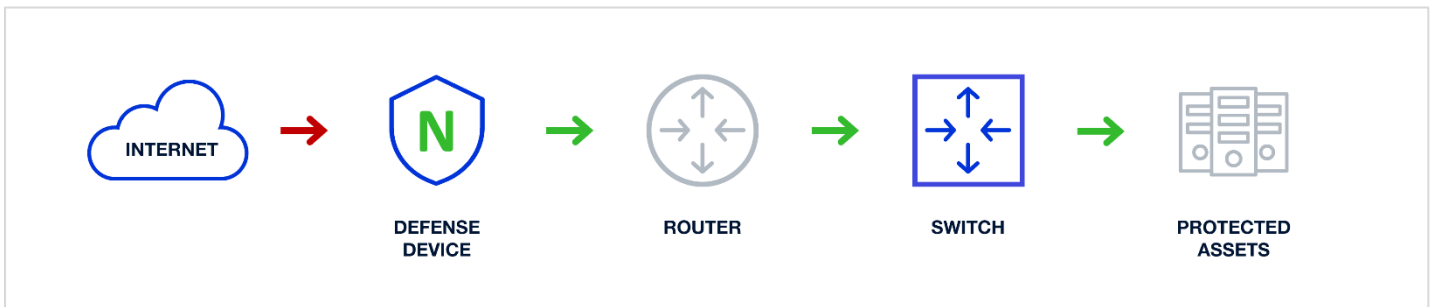 INTERNET
N
DEFENSE
DEVICE
ROUTER
SWITCH
PROTECTED
ASSETS